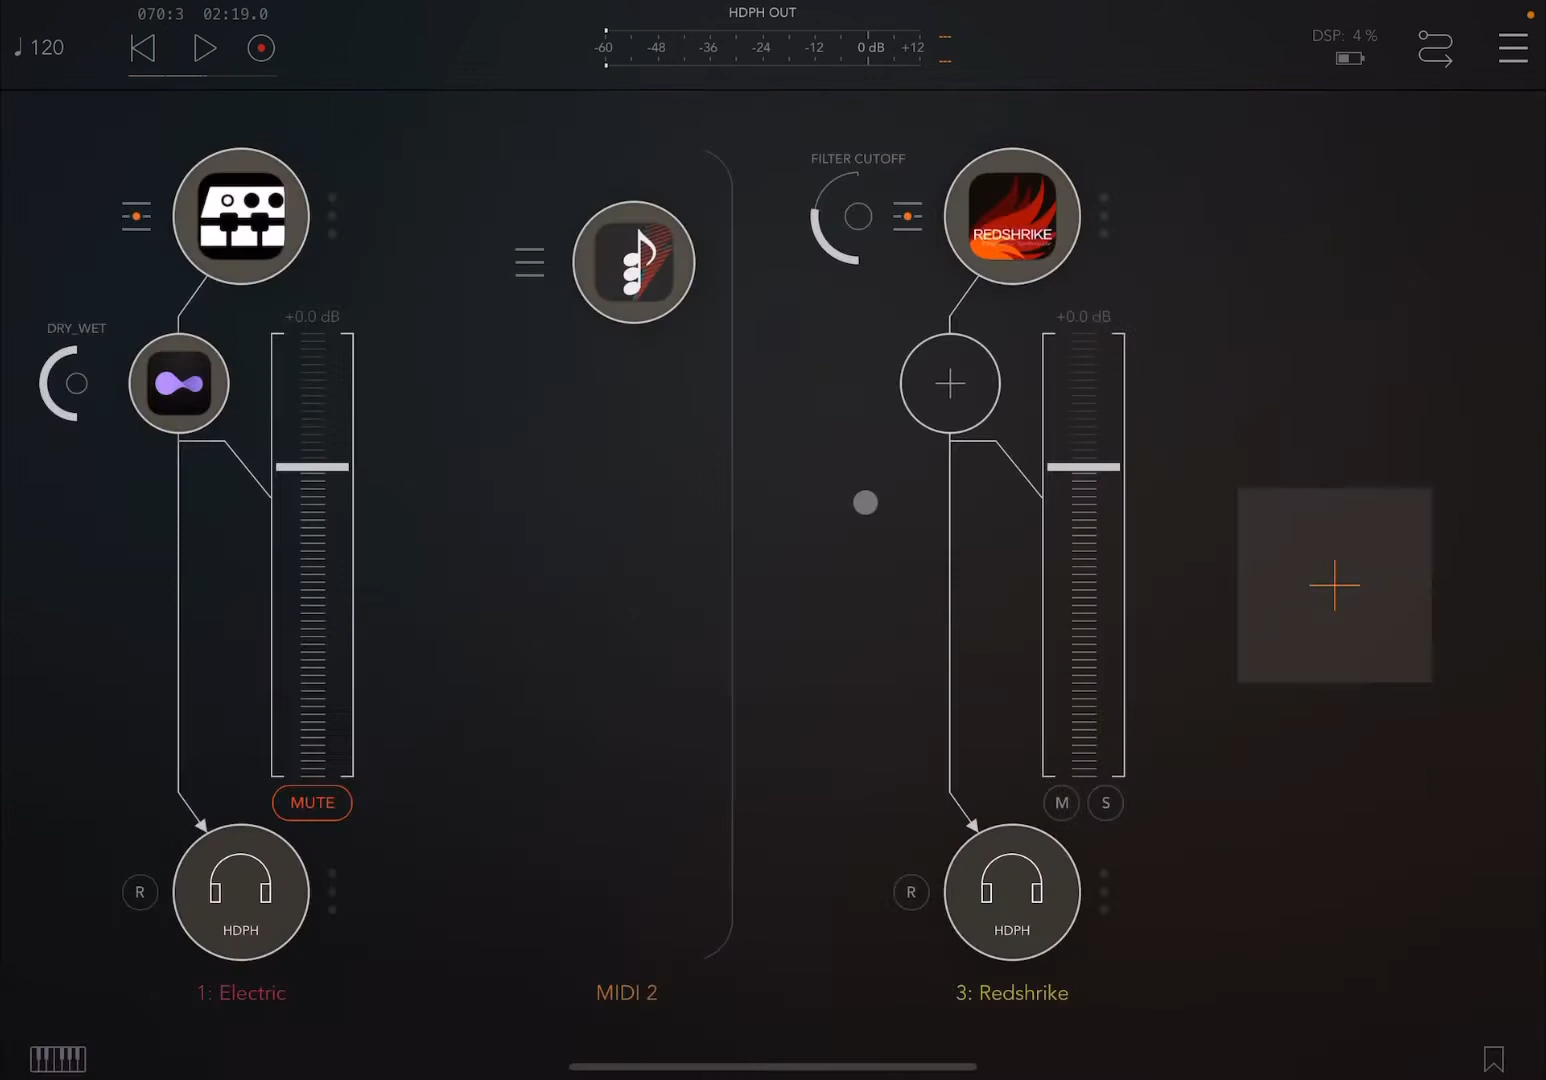 070:3 02:19.0
HDPH OUT
120
-60 -48 -36 -24 -12 0 dB +12
DSP: 4 %
FILTER CUTOFF
REDSHRIKE
+0.0 dB
+0.0 dB
DRY_WET
MUTE
M S
R
R
HDPH
HDPH
1: Electric
MIDI 2
3: Redshrike